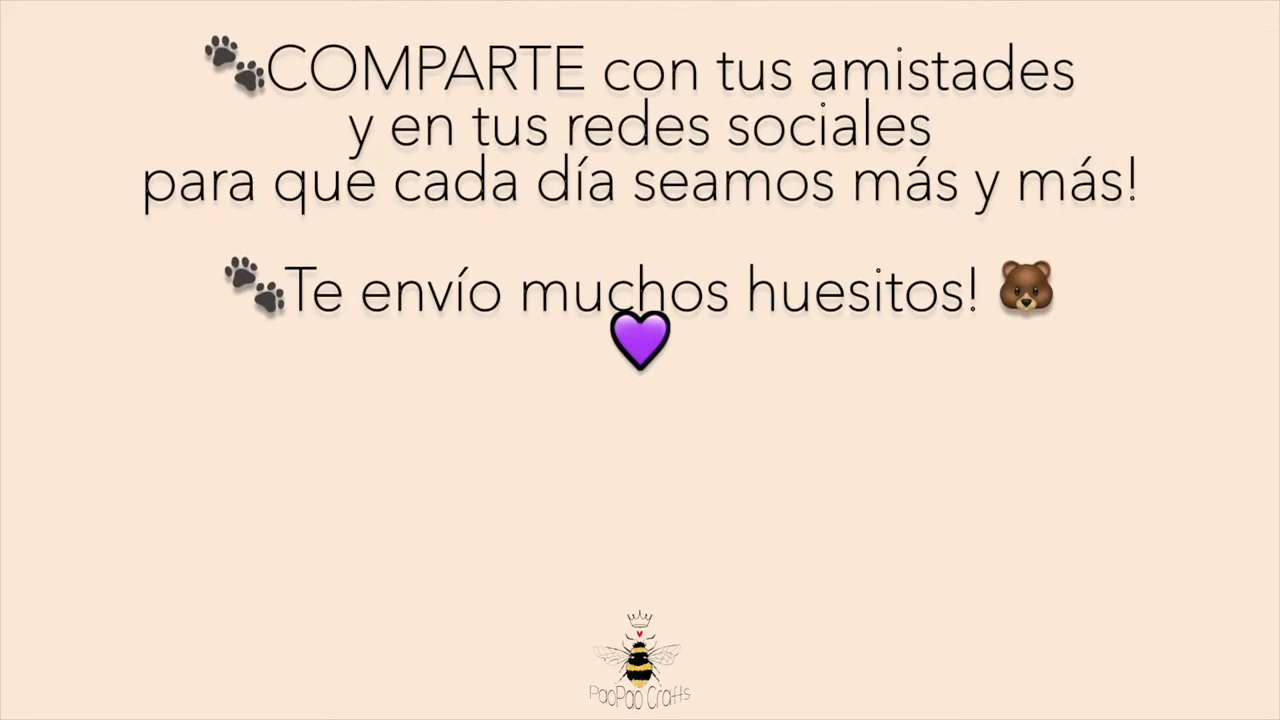 🐾COMPARTE con tus amistades
y en tus redes sociales
para que cada día seamos más y más!
🐾Te envío muchos huesitos! 🐻
💜
PaoPao Crafts